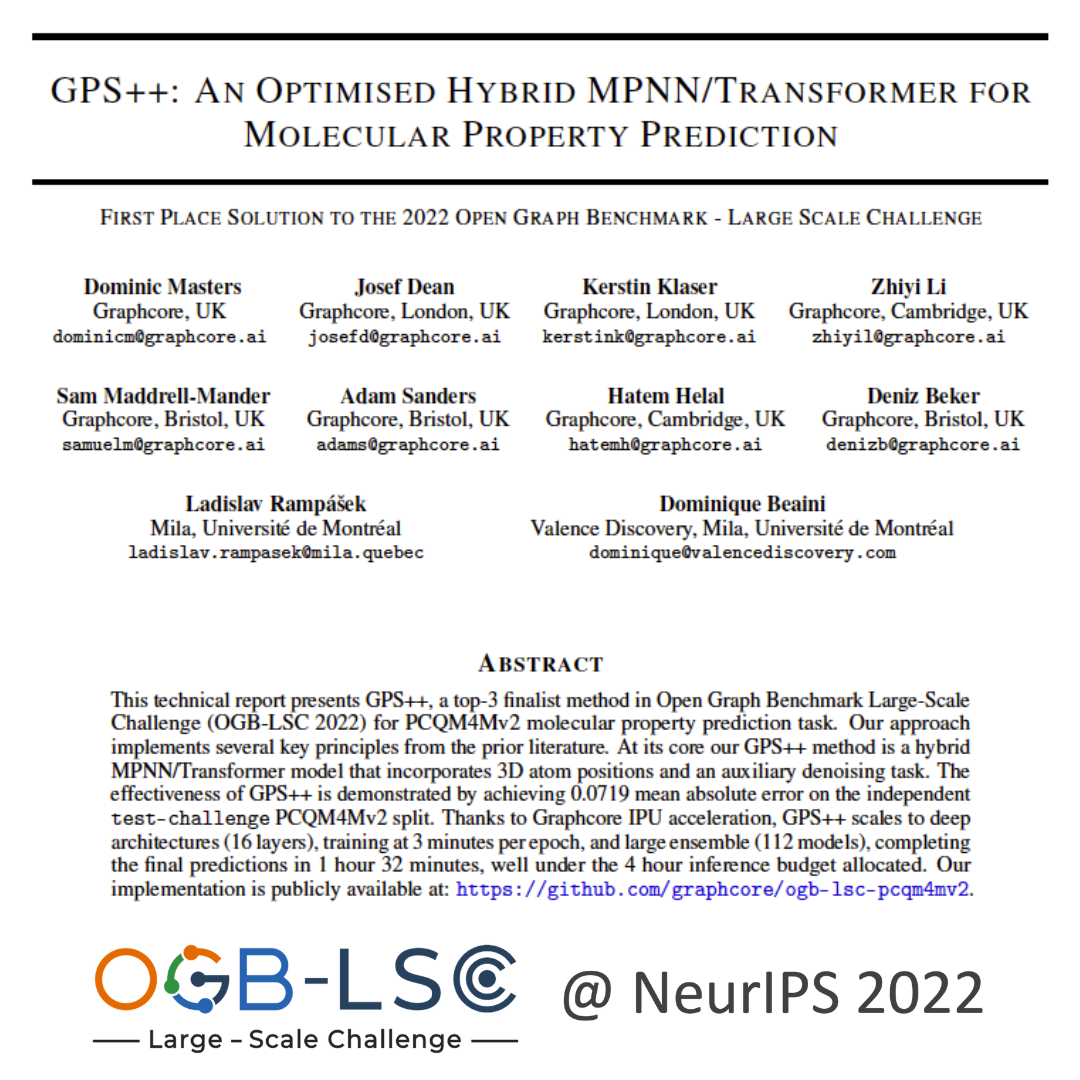 GPS++: AN OPTIMISED HYBRID MPNN/TRANSFORMER FOR
MOLECULAR PROPERTY PREDICTION
FIRST PLACE SOLUTION TO THE 2022 OPEN GRAPH BENCHMARK - LARGE SCALE CHALLENGE
Dominic Masters
Graphcore, UK
dominicm@graphcore.ai
Josef Dean
Graphcore, London, UK
josefd@graphcore.ai
Kerstin Klaser
Graphcore, London, UK
kerstink@graphcore.ai
Zhiyi Li
Graphcore, Cambridge, UK
zhiyil@graphcore.ai
Sam Maddrell-Mander
Graphcore, Bristol, UK
samuelm@graphcore.ai
Adam Sanders
Graphcore, Bristol, UK
adams@graphcore.ai
Hatem Helal
Graphcore, Cambridge, UK
hatemh@graphcore.ai
Deniz Beker
Graphcore, Bristol, UK
denizb@graphcore.ai
Ladislav Rampášek
Mila, Université de Montréal
ladislav.rampasek@mila.quebec
Dominique Beaini
Valence Discovery, Mila, Université de Montréal
dominique@valencediscovery.com
ABSTRACT
This technical report presents GPS++, a top-3 finalist method in Open Graph Benchmark Large-Scale
Challenge (OGB-LSC 2022) for PCQM4Mv2 molecular property prediction task. Our approach
implements several key principles from the prior literature. At its core our GPS++ method is a hybrid
MPNN/Transformer model that incorporates 3D atom positions and an auxiliary denoising task. The
effectiveness of GPS++ is demonstrated by achieving 0.0719 mean absolute error on the independent
test-challenge PCQM4Mv2 split. Thanks to Graphcore IPU acceleration, GPS++ scales to deep
architectures (16 layers), training at 3 minutes per epoch, and large ensemble (112 models), completing
the final predictions in 1 hour 32 minutes, well under the 4 hour inference budget allocated. Our
implementation is publicly available at: https://github.com/graphcore/ogb-lsc-pcqm4mv2.
OGB-LSC @ NeurIPS 2022
Large - Scale Challenge